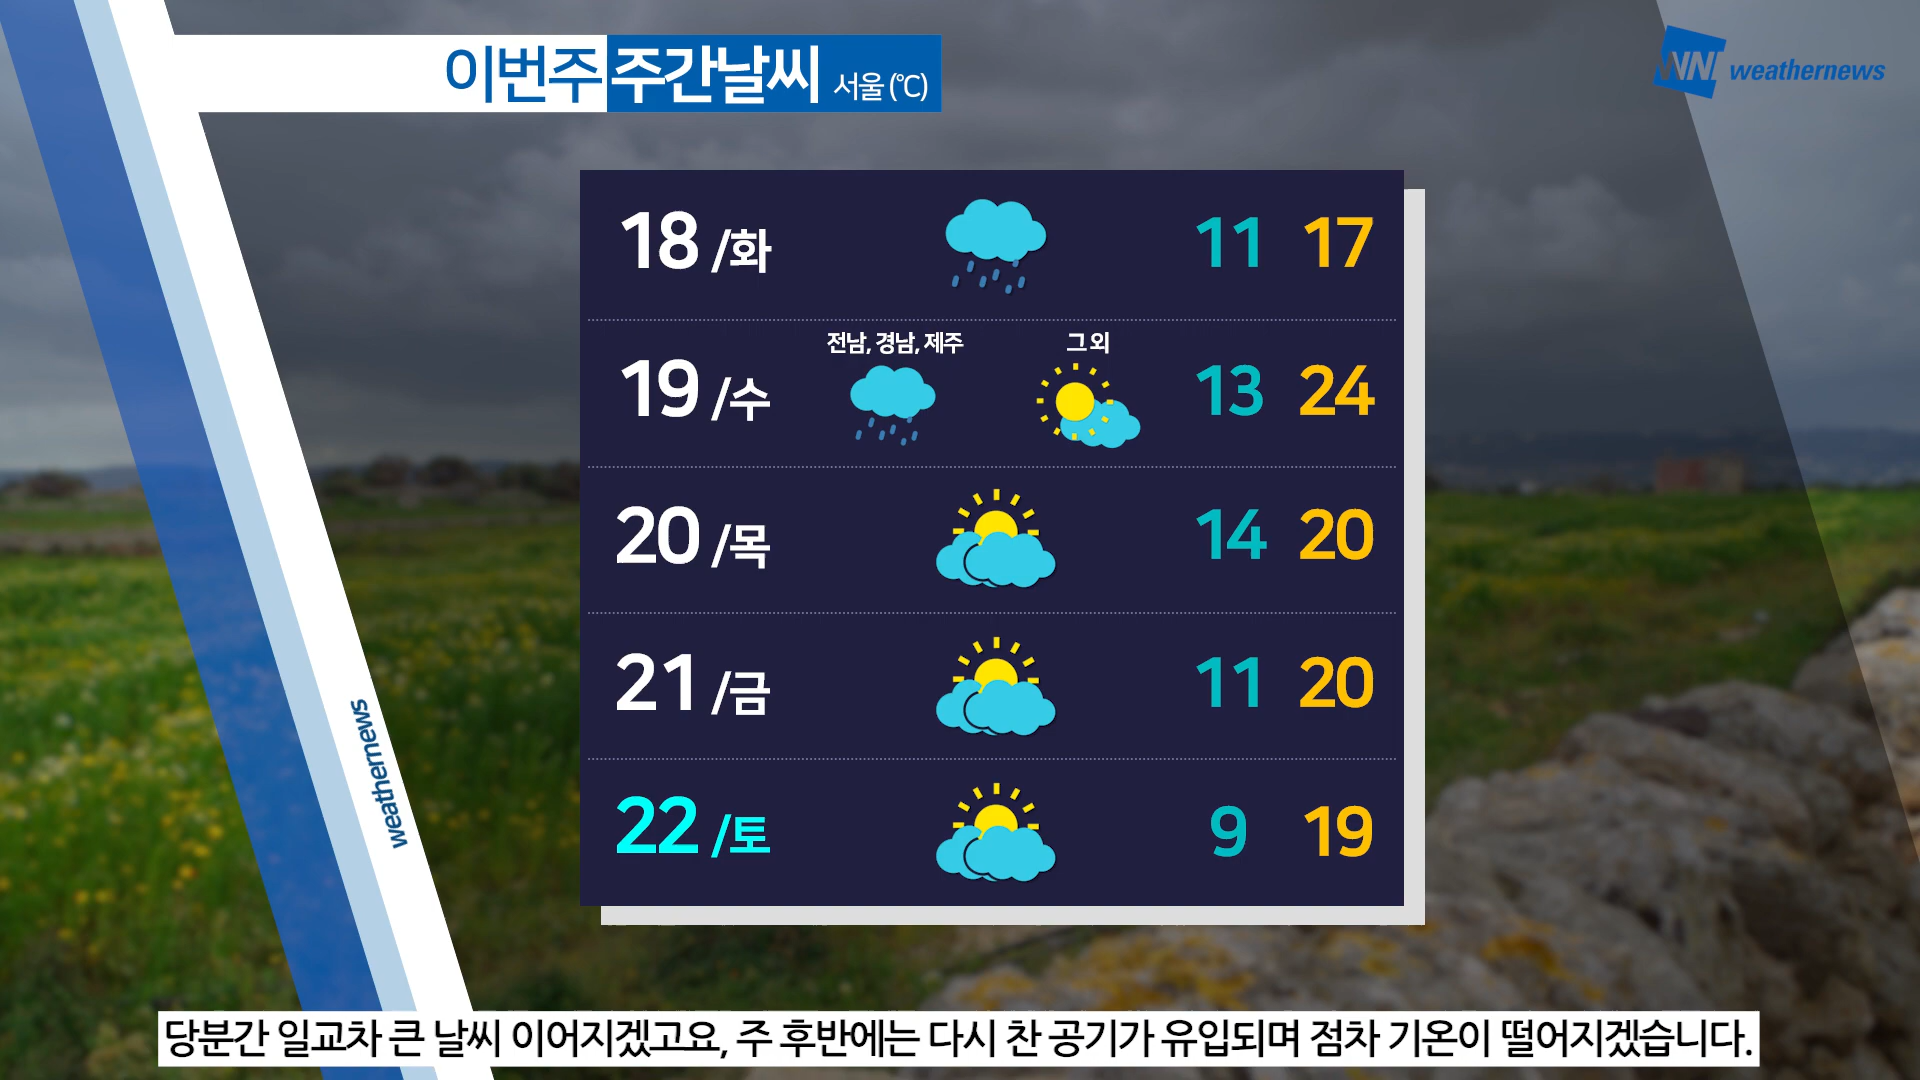 이번주 주간날씨 서울 (℃)
WNI weathernews
18 /화 11 17
전남, 경남, 제주 그 외
19 /수 13 24
20 /목 14 20
21 /금 11 20
22 /토 9 19
weathernews
당분간 일교차 큰 날씨 이어지겠고요, 주 후반에는 다시 찬 공기가 유입되며 점차 기온이 떨어지겠습니다.